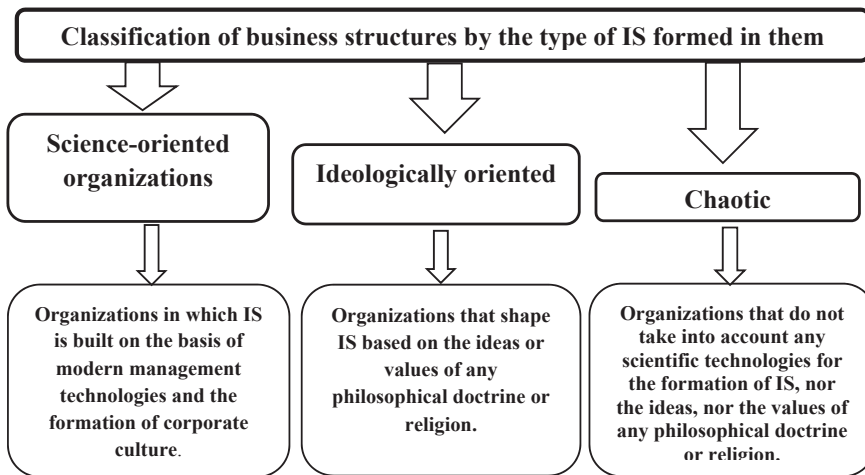 Classification of business structures by the type of IS formed in them
Science-oriented
organizations
Ideologically oriented
Chaotic
Organizations in which IS
is built on the basis of
modern management
technologies and the
formation of corporate
culture.
Organizations that shape
IS based on the ideas or
values of any
philosophical doctrine or
religion.
Organizations that do not
take into account any
scientific technologies for
the formation of IS, nor
the ideas, nor the values of
any philosophical doctrine
or religion.